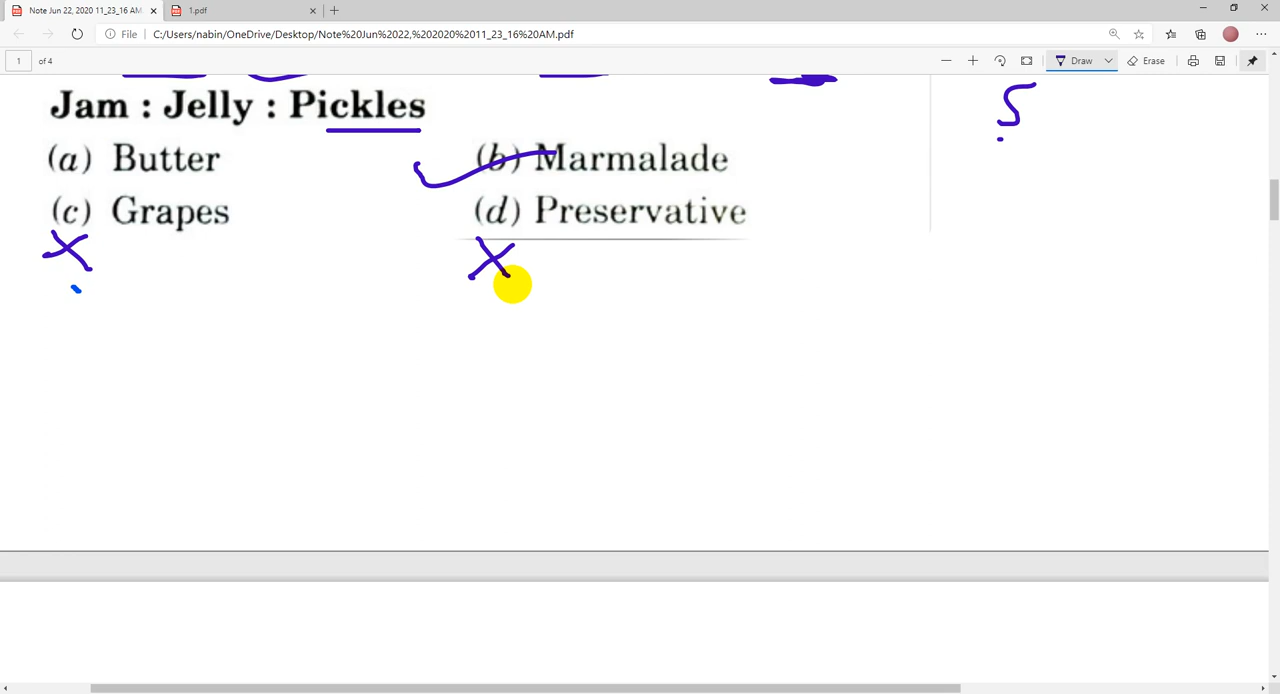 Note Jun 22, 2020 11_23_16 AM.
1.pdf
File
C:/Users/nabin/OneDrive/Desktop/Note%20Jun%2022,%202020%2011_23_16%20AM.pdf
1 of 4
Draw
Erase
Jam : Jelly : Pickles
(a) Butter (b) Marmalade
(c) Grapes (d) Preservative